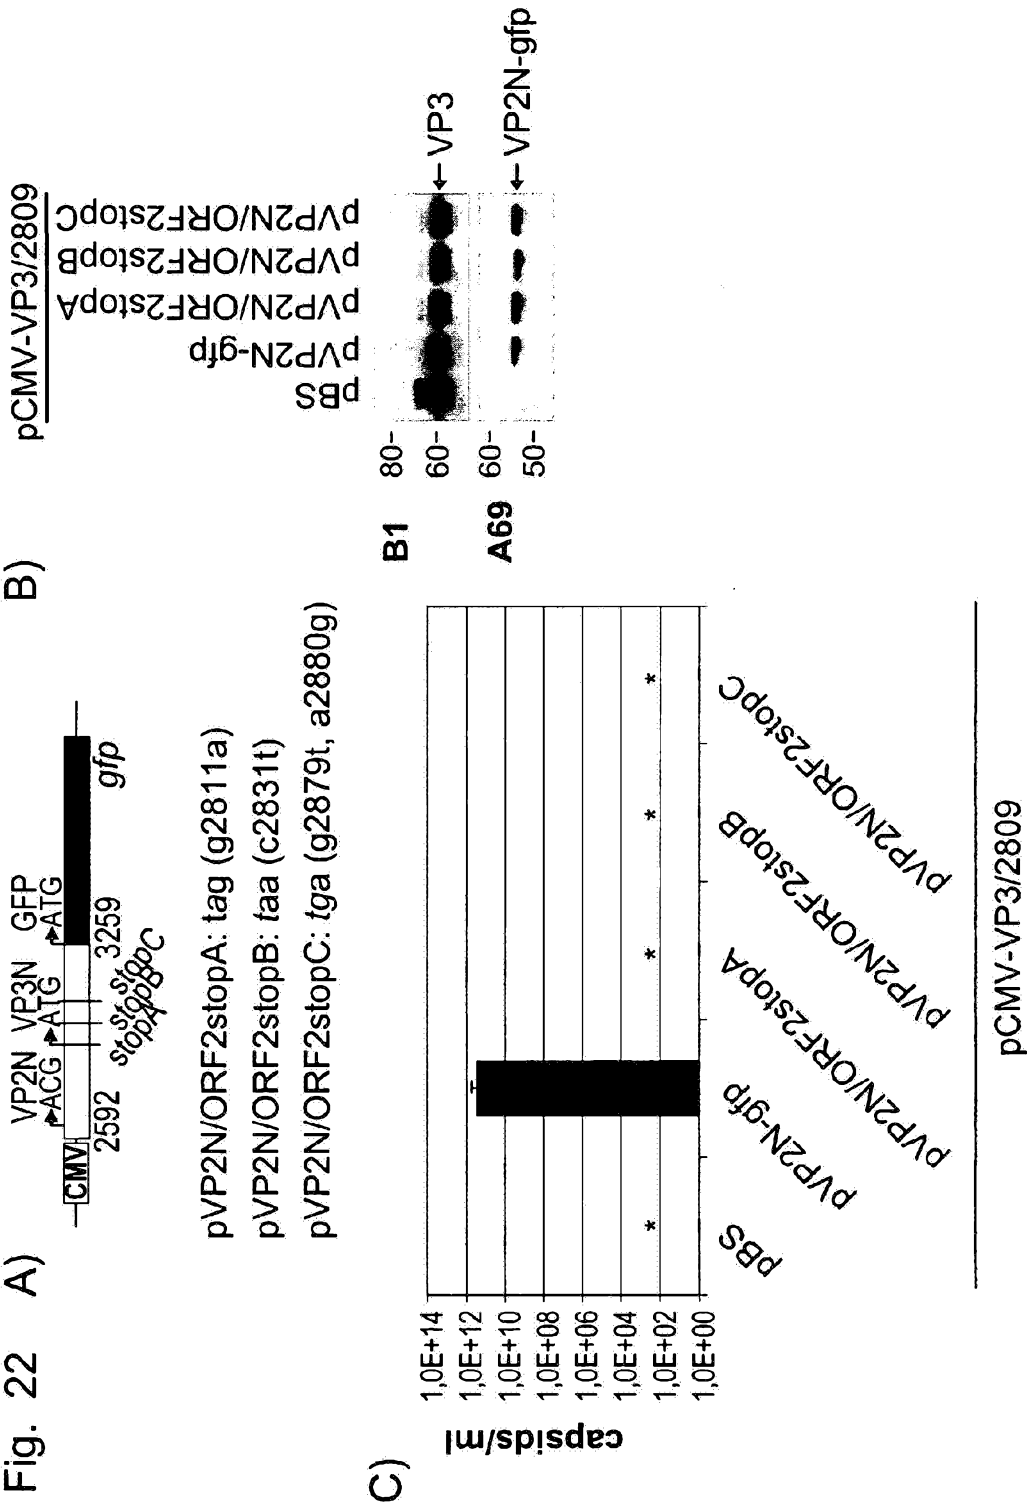 Fig. 22
A)
VP2N VP3N GFP
ACG ATG ATG
CMV
2592 3259 gfp
stopA
stopB
stopC
pVP2N/ORF2stopA: tag (g2811a)
pVP2N/ORF2stopB: taa (c2831t)
pVP2N/ORF2stopC: tga (g2879t, a2880g)
B)
pCMV-VP3/2809
pBS
pVP2N-gfp
pVP2N/ORF2stopA
pVP2N/ORF2stopB
pVP2N/ORF2stopC
B1
80-
60-
VP3
A69
60-
50-
VP2N-gfp
C)
capsids/ml
1,0E+14
1,0E+12
1,0E+10
1,0E+08
1,0E+06
1,0E+04
1,0E+02
1,0E+00
* * * *
pBS
pVP2N-gfp
pVP2N/ORF2stopA
pVP2N/ORF2stopB
pVP2N/ORF2stopC
pCMV-VP3/2809